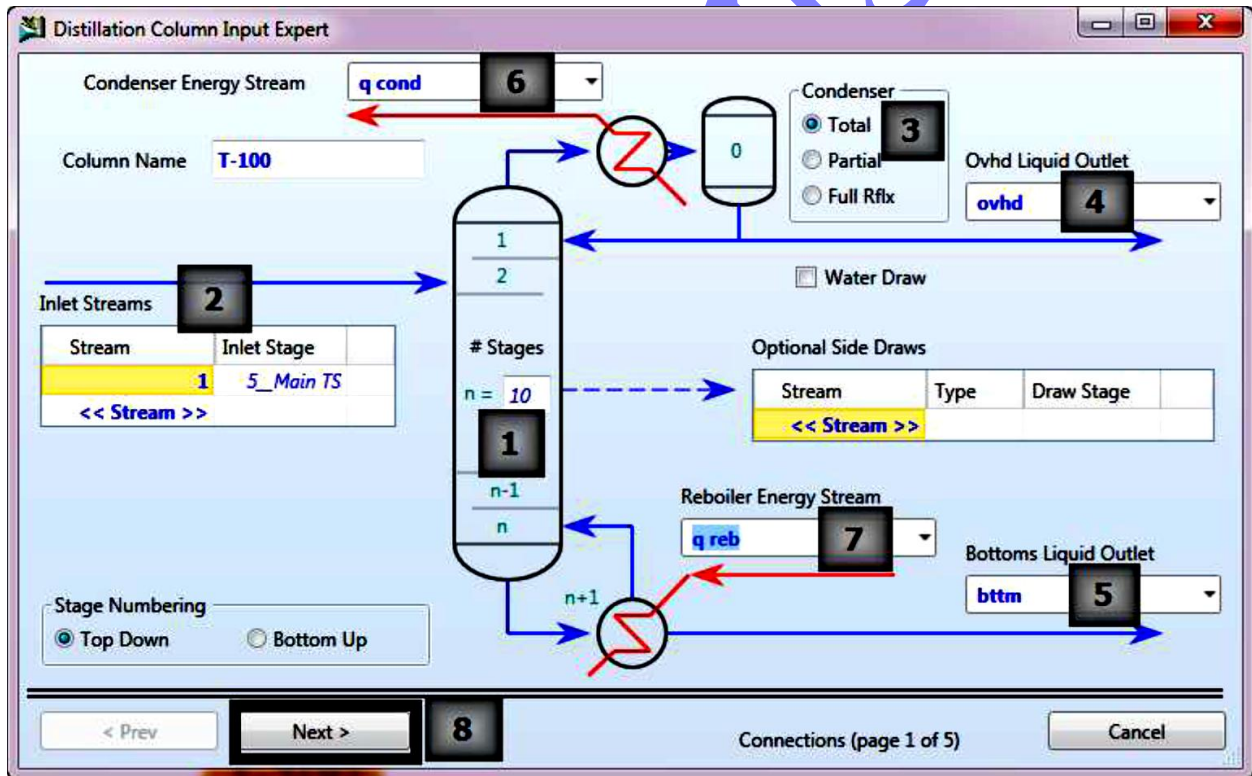 Distillation Column Input Expert
Condenser Energy Stream
q cond
6
Column Name
T-100
0
Condenser
Total
Partial
Full Rflx
3
Ovhd Liquid Outlet
ovhd
4
1
2
Water Draw
2
Inlet Streams
Stream Inlet Stage
1 5__Main TS
<< Stream >>
# Stages
n = 10
1
n-1
n
n+1
Optional Side Draws
Stream Type Draw Stage
<< Stream >>
Reboiler Energy Stream
q reb
7
Bottoms Liquid Outlet
bttm
5
Stage Numbering
Top Down Bottom Up
< Prev Next > 8 Connections (page 1 of 5) Cancel